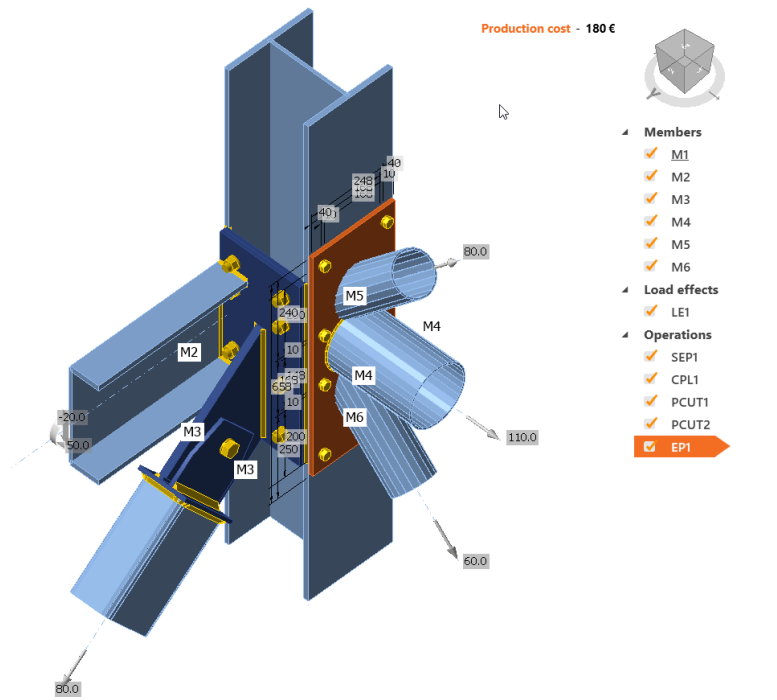 Production cost - 180 €
Members
M1
M2
M3
M4
M5
M6
Load effects
LE1
Operations
SEP1
CPL1
PCUT1
PCUT2
EP1
40
10
248
40
80.0
M5
M4
240
M2
10
M4
658
10
M6
-20.0
50.0
M3
200
110.0
250
M3
60.0
80.0